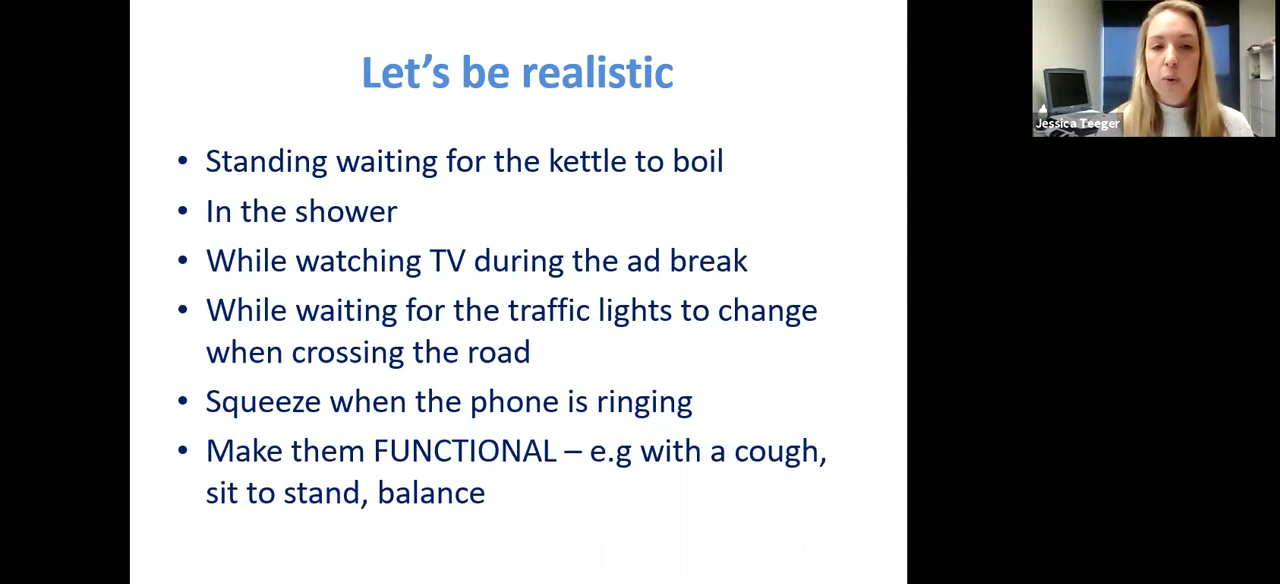 Let's be realistic
• Standing waiting for the kettle to boil
• In the shower
• While watching TV during the ad break
• While waiting for the traffic lights to change
when crossing the road
• Squeeze when the phone is ringing
• Make them FUNCTIONAL – e.g with a cough,
sit to stand, balance
Jessica Teeger